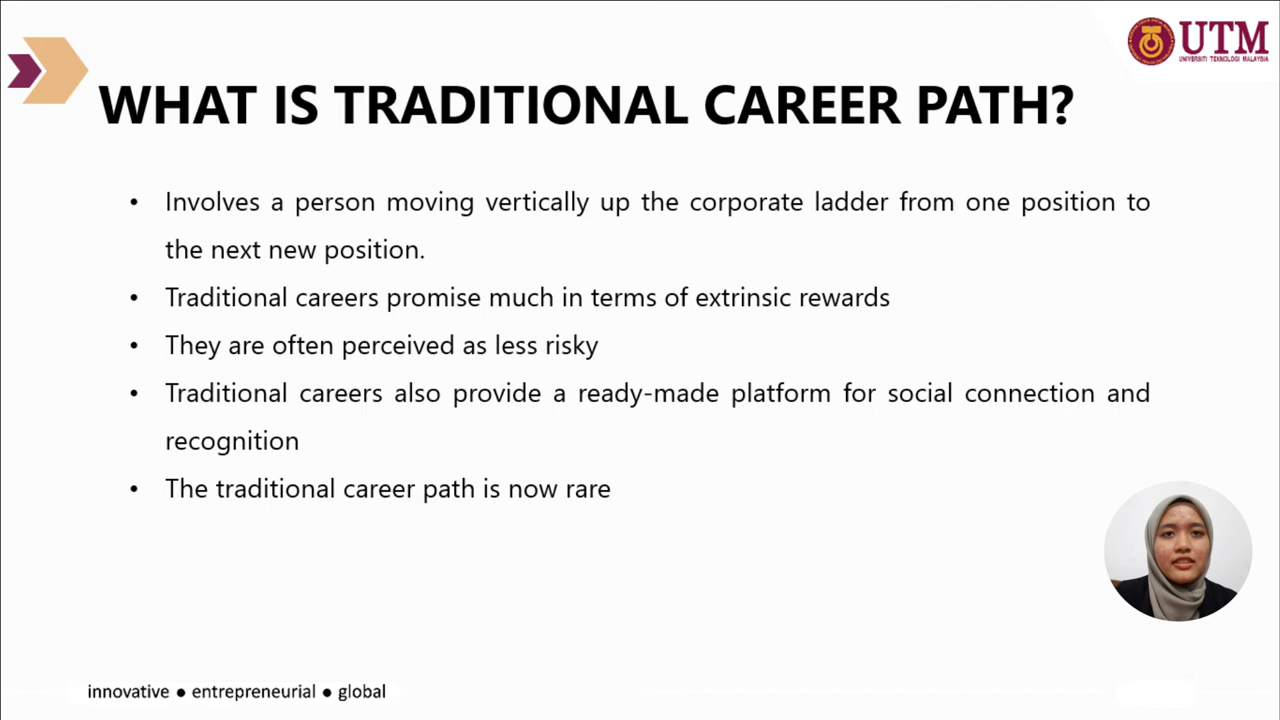 UTM
UNIVERSITI TEKNOLOGI MALAYSIA
WHAT IS TRADITIONAL CAREER PATH?
• Involves a person moving vertically up the corporate ladder from one position to
the next new position.
• Traditional careers promise much in terms of extrinsic rewards
• They are often perceived as less risky
• Traditional careers also provide a ready-made platform for social connection and
recognition
• The traditional career path is now rare
innovative ● entrepreneurial ● global